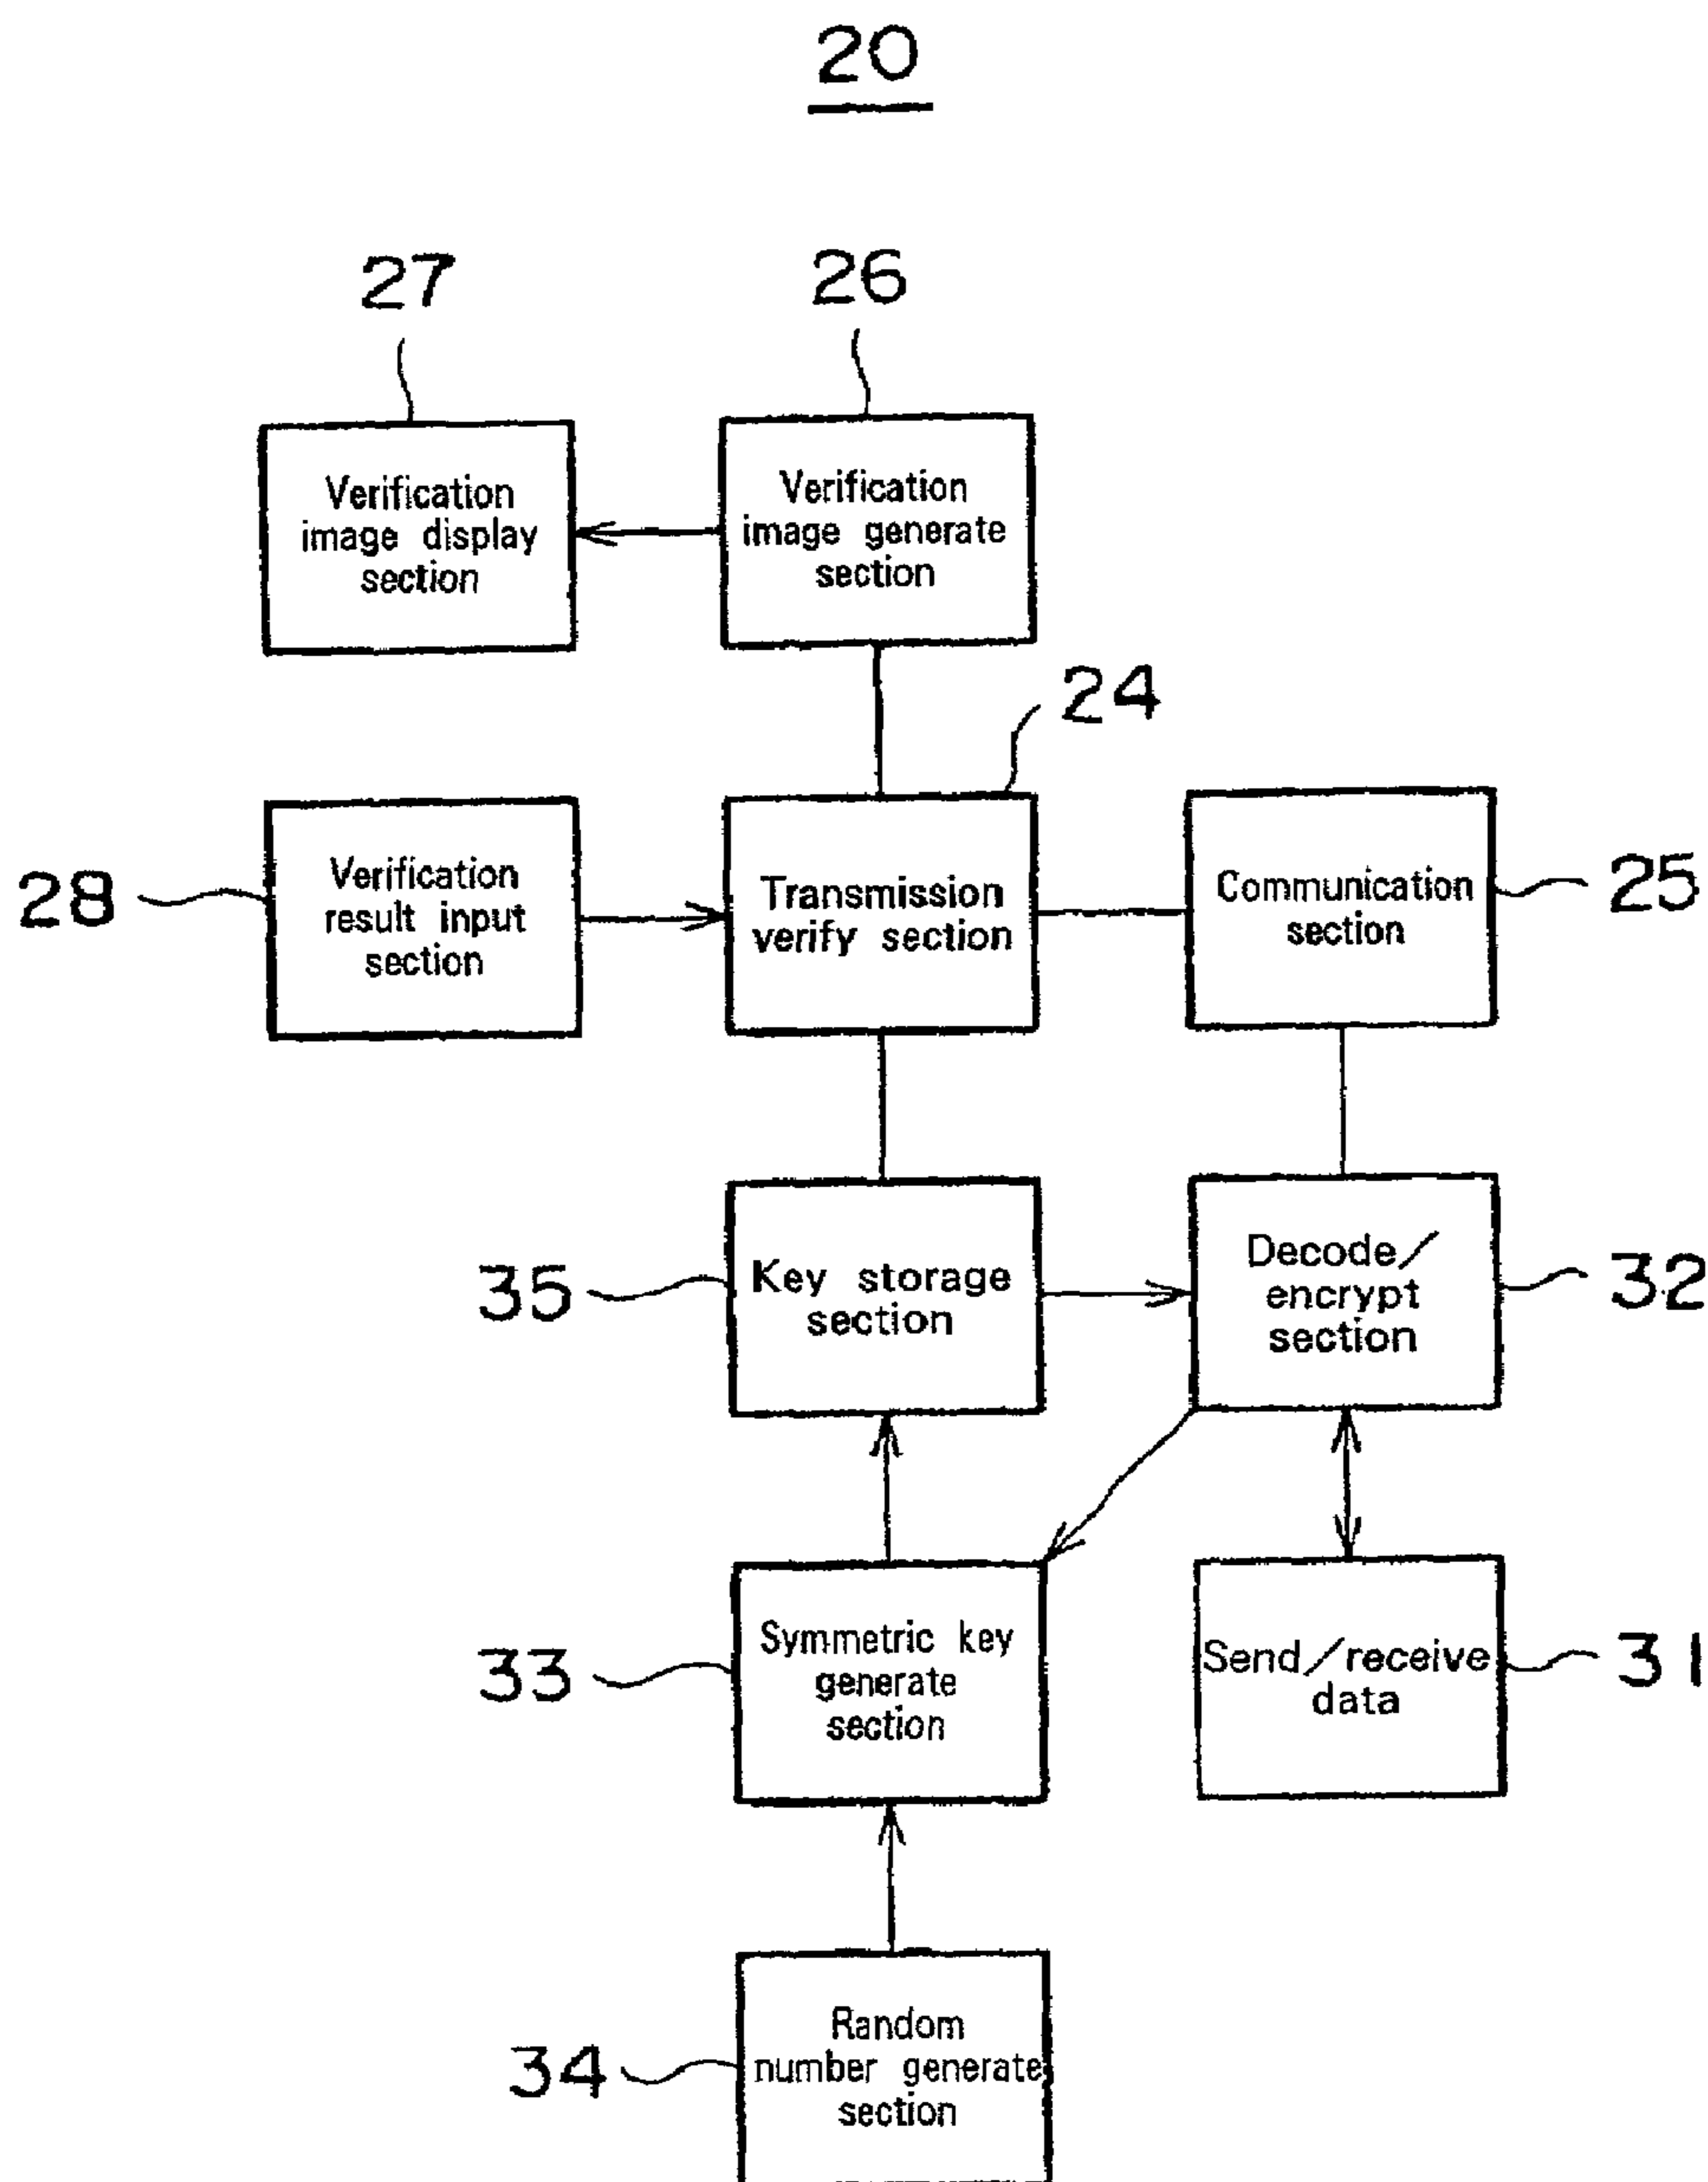 20
27
26
Verification
image display
section
Verification
image generate
section
24
28
Verification
result input
section
Transmission
verify section
Communication
section
25
35
Key storage
section
Decode/
encrypt
section
32
33
Symmetric key
generate
section
Send/receive
data
31
34
Random
number generate
section